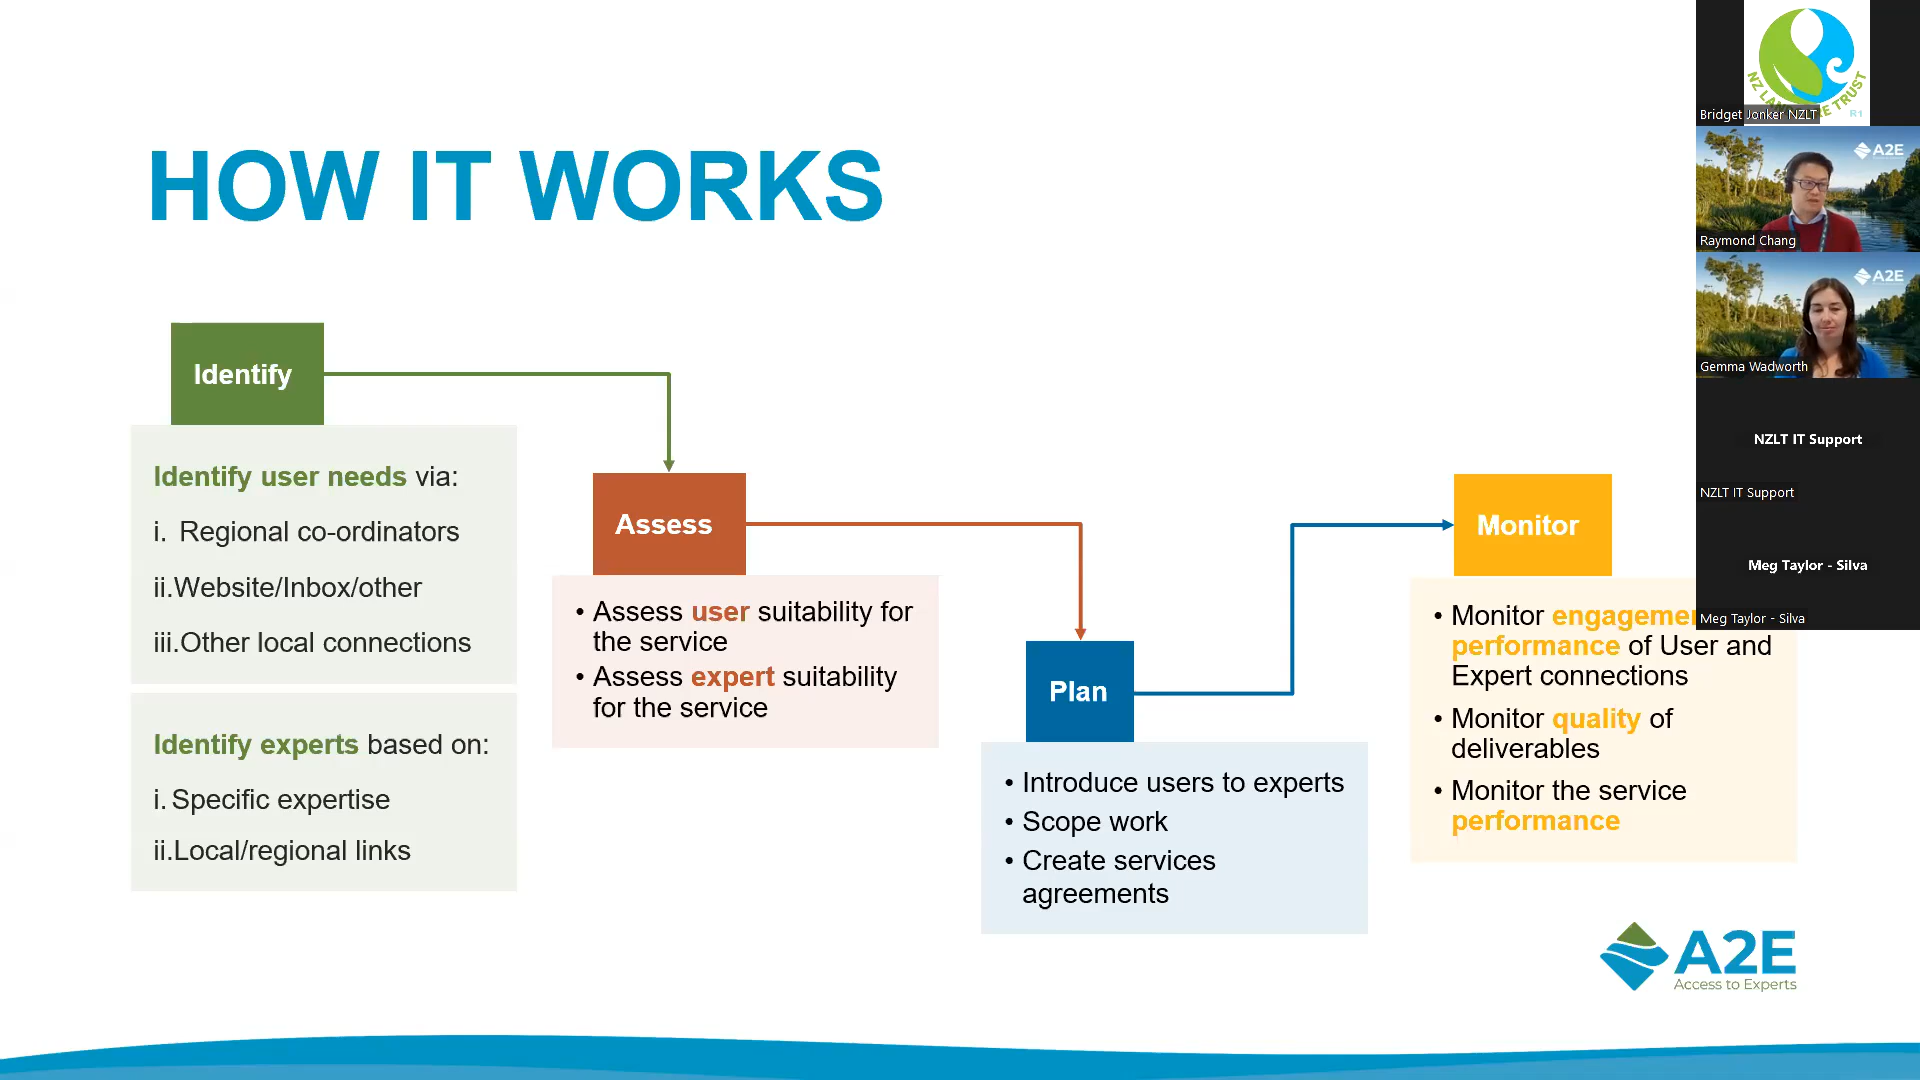 HOW IT WORKS
Identify
Identify user needs via:
i. Regional co-ordinators
ii.Website/Inbox/other
iii.Other local connections
Identify experts based on:
i. Specific expertise
ii.Local/regional links
Assess
• Assess user suitability for
the service
• Assess expert suitability
for the service
Plan
• Introduce users to experts
• Scope work
• Create services
agreements
Monitor
• Monitor
performance of User and
Expert connections
• Monitor quality of
deliverables
• Monitor the service
performance
A2E
Access to Experts
Bridget Jonker NZLT
A2E
Raymond Chang
A2E
Gemma Wadworth
NZLT IT Support
NZLT IT Support
Meg Taylor - Silva
Meg Taylor - Silva